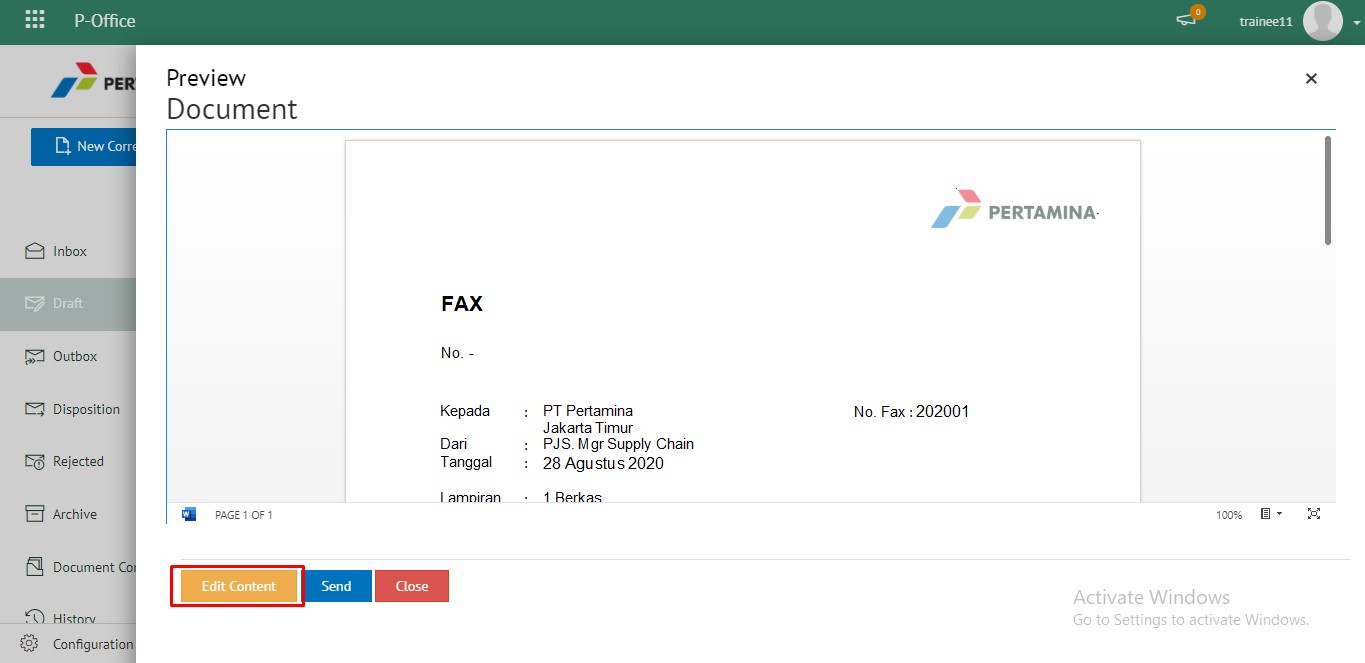 P-Office
0
trainee11
PER
New Corre
Inbox
Draft
Outbox
Disposition
Rejected
Archive
Document Cor
History
Configuration
Preview
Document
PERTAMINA
FAX
No. -
Kepada : PT Pertamina No. Fax : 202001
Jakarta Timur
Dari : PJS. Mgr Supply Chain
Tanggal : 28 Agustus 2020
Lampiran : 1 Berkas
PAGE 1 OF 1
100%
Edit Content
Send
Close
Activate Windows
Go to Settings to activate Windows.